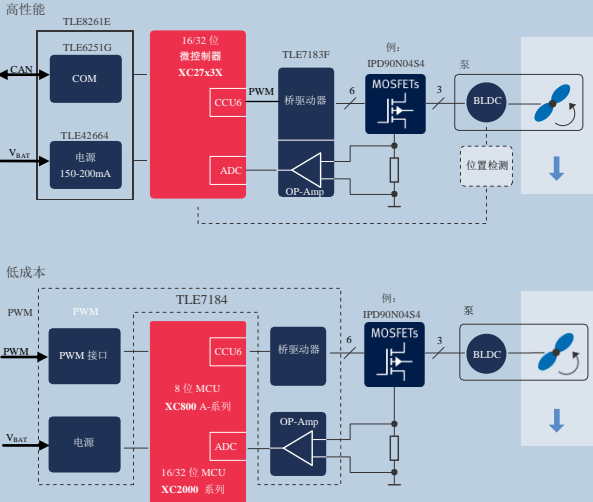 高性能
TLE8261E
TLE6251G
CAN
COM
TLE42664
V_BAT
电源
150-200mA
16/32 位
微控制器
XC27x3X
CCU6
ADC
PWM
TLE7183F
桥驱动器
OP-Amp
6
例:
IPD90N04S4
MOSFETs
3
泵
BLDC
位置检测
低成本
TLE7184
PWM
PWM
PWM
PWM 接口
V_BAT
电源
CCU6
8 位 MCU
XC800 A-系列
ADC
16/32 位 MCU
XC2000 系列
桥驱动器
OP-Amp
6
例:
IPD90N04S4
MOSFETs
3
泵
BLDC